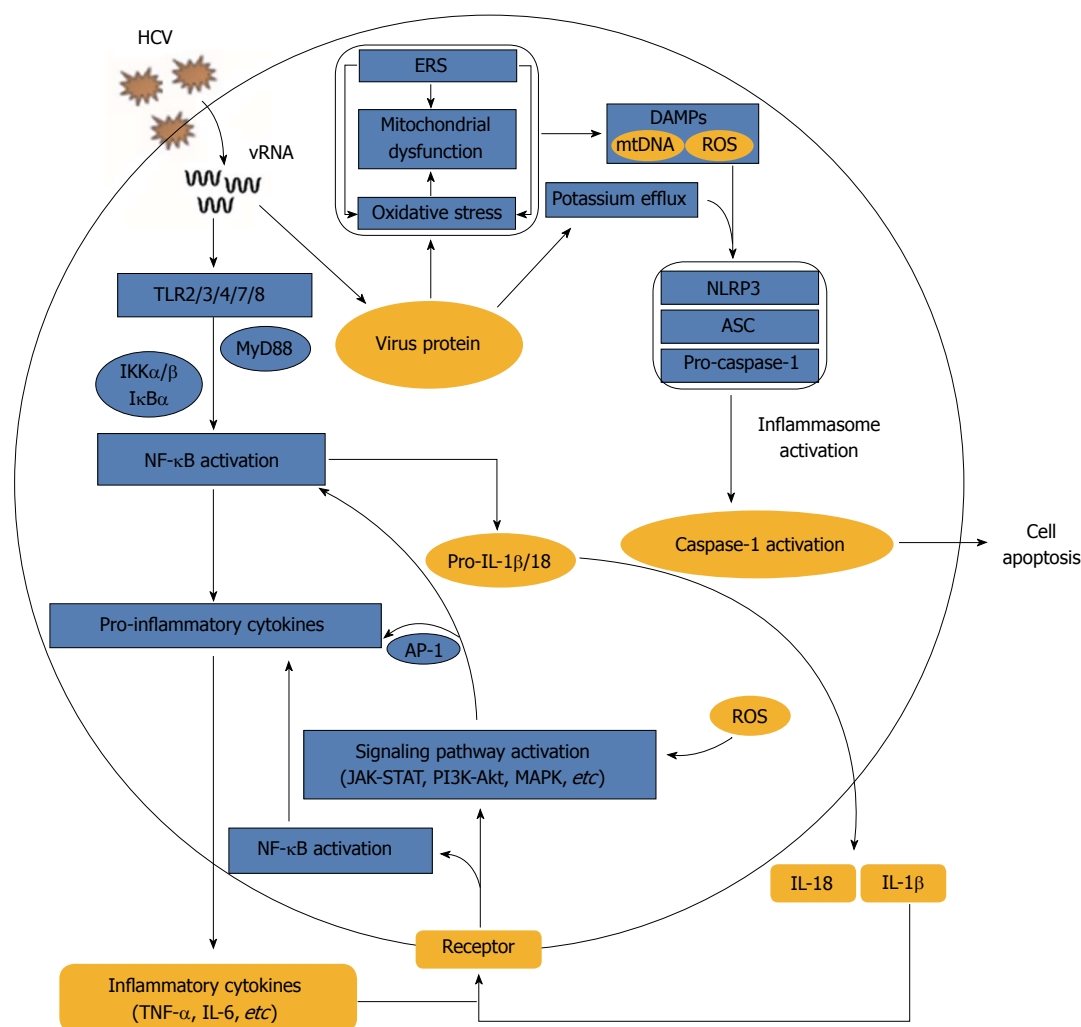 HCV
vRNA
ERS
Mitochondrial
dysfunction
Oxidative stress
DAMPs
mtDNA
ROS
Potassium efflux
TLR2/3/4/7/8
MyD88
IKKα/β
IκBα
Virus protein
NLRP3
ASC
Pro-caspase-1
Inflammasome
activation
NF-κB activation
Pro-IL-1β/18
Caspase-1 activation
Cell
apoptosis
Pro-inflammatory cytokines
AP-1
ROS
Signaling pathway activation
(JAK-STAT, PI3K-Akt, MAPK, etc)
NF-κB activation
IL-18
IL-1β
Receptor
Inflammatory cytokines
(TNF-α, IL-6, etc)